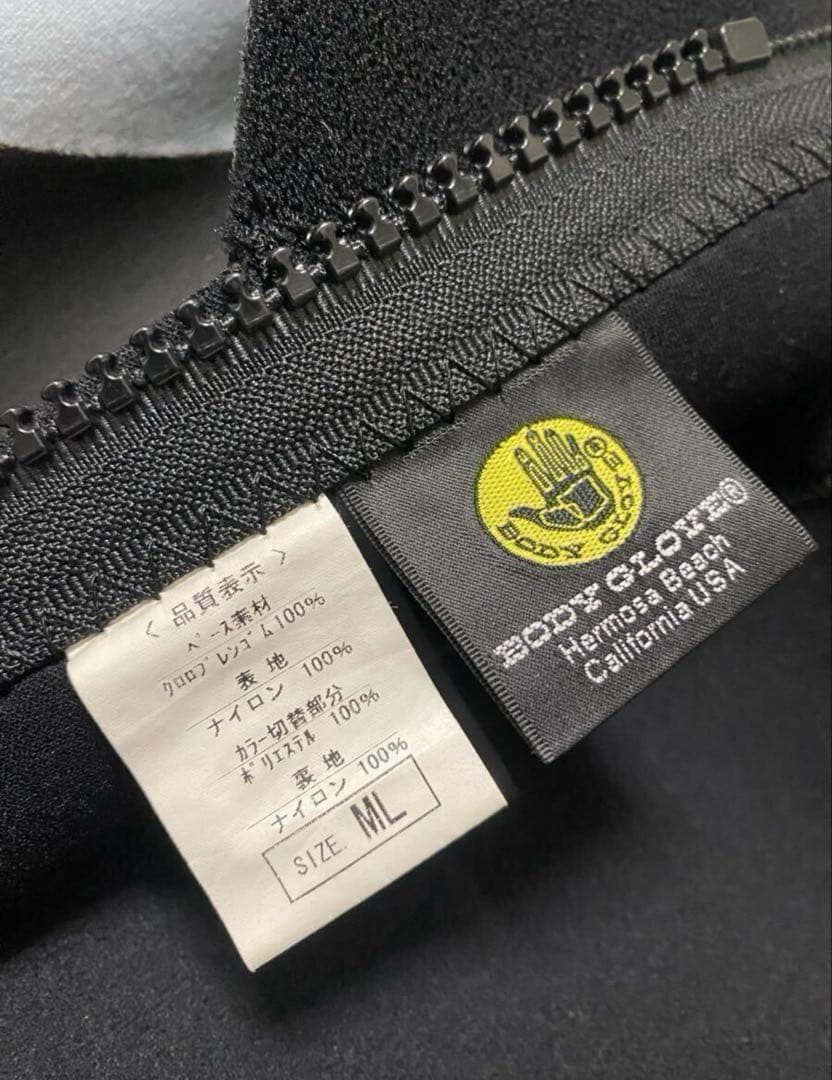 〈品質表示〉
ベース素材
クロロプレンゴム100%
表地
ナイロン 100%
カラー切替部分
ポリエステル 100%
裏地
ナイロン 100%
SIZE. ML
BODY GLOVE®
BODY GLOVE®
Hermosa Beach
California USA